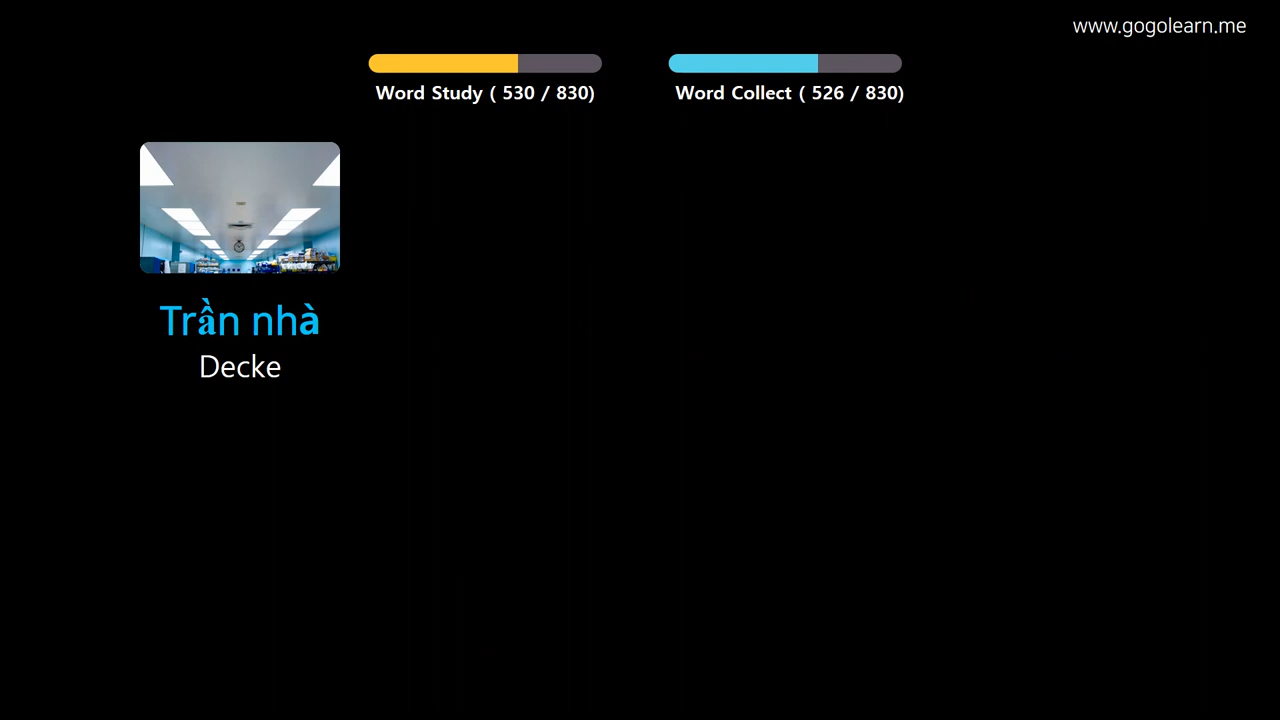 www.gogolearn.me
Word Study ( 530 / 830)
Word Collect ( 526 / 830)
Trần nhà
Decke